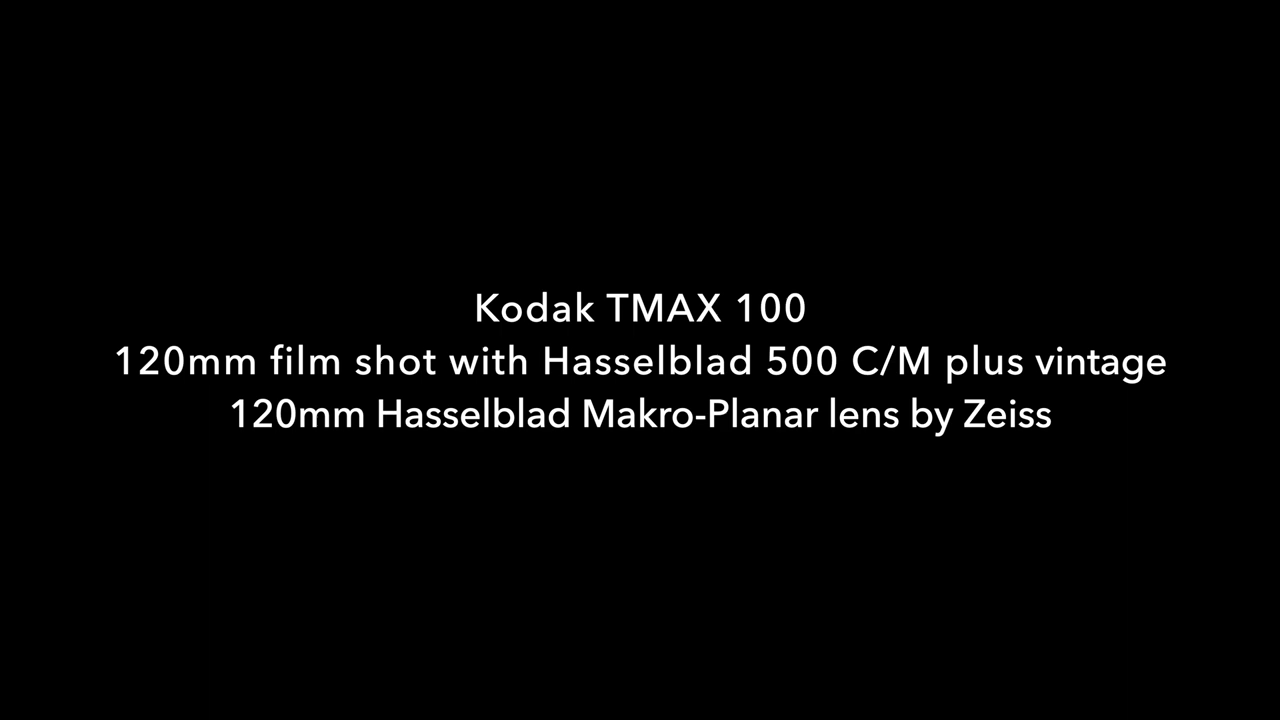 Kodak TMAX 100
120mm film shot with Hasselblad 500 C/M plus vintage
120mm Hasselblad Makro-Planar lens by Zeiss